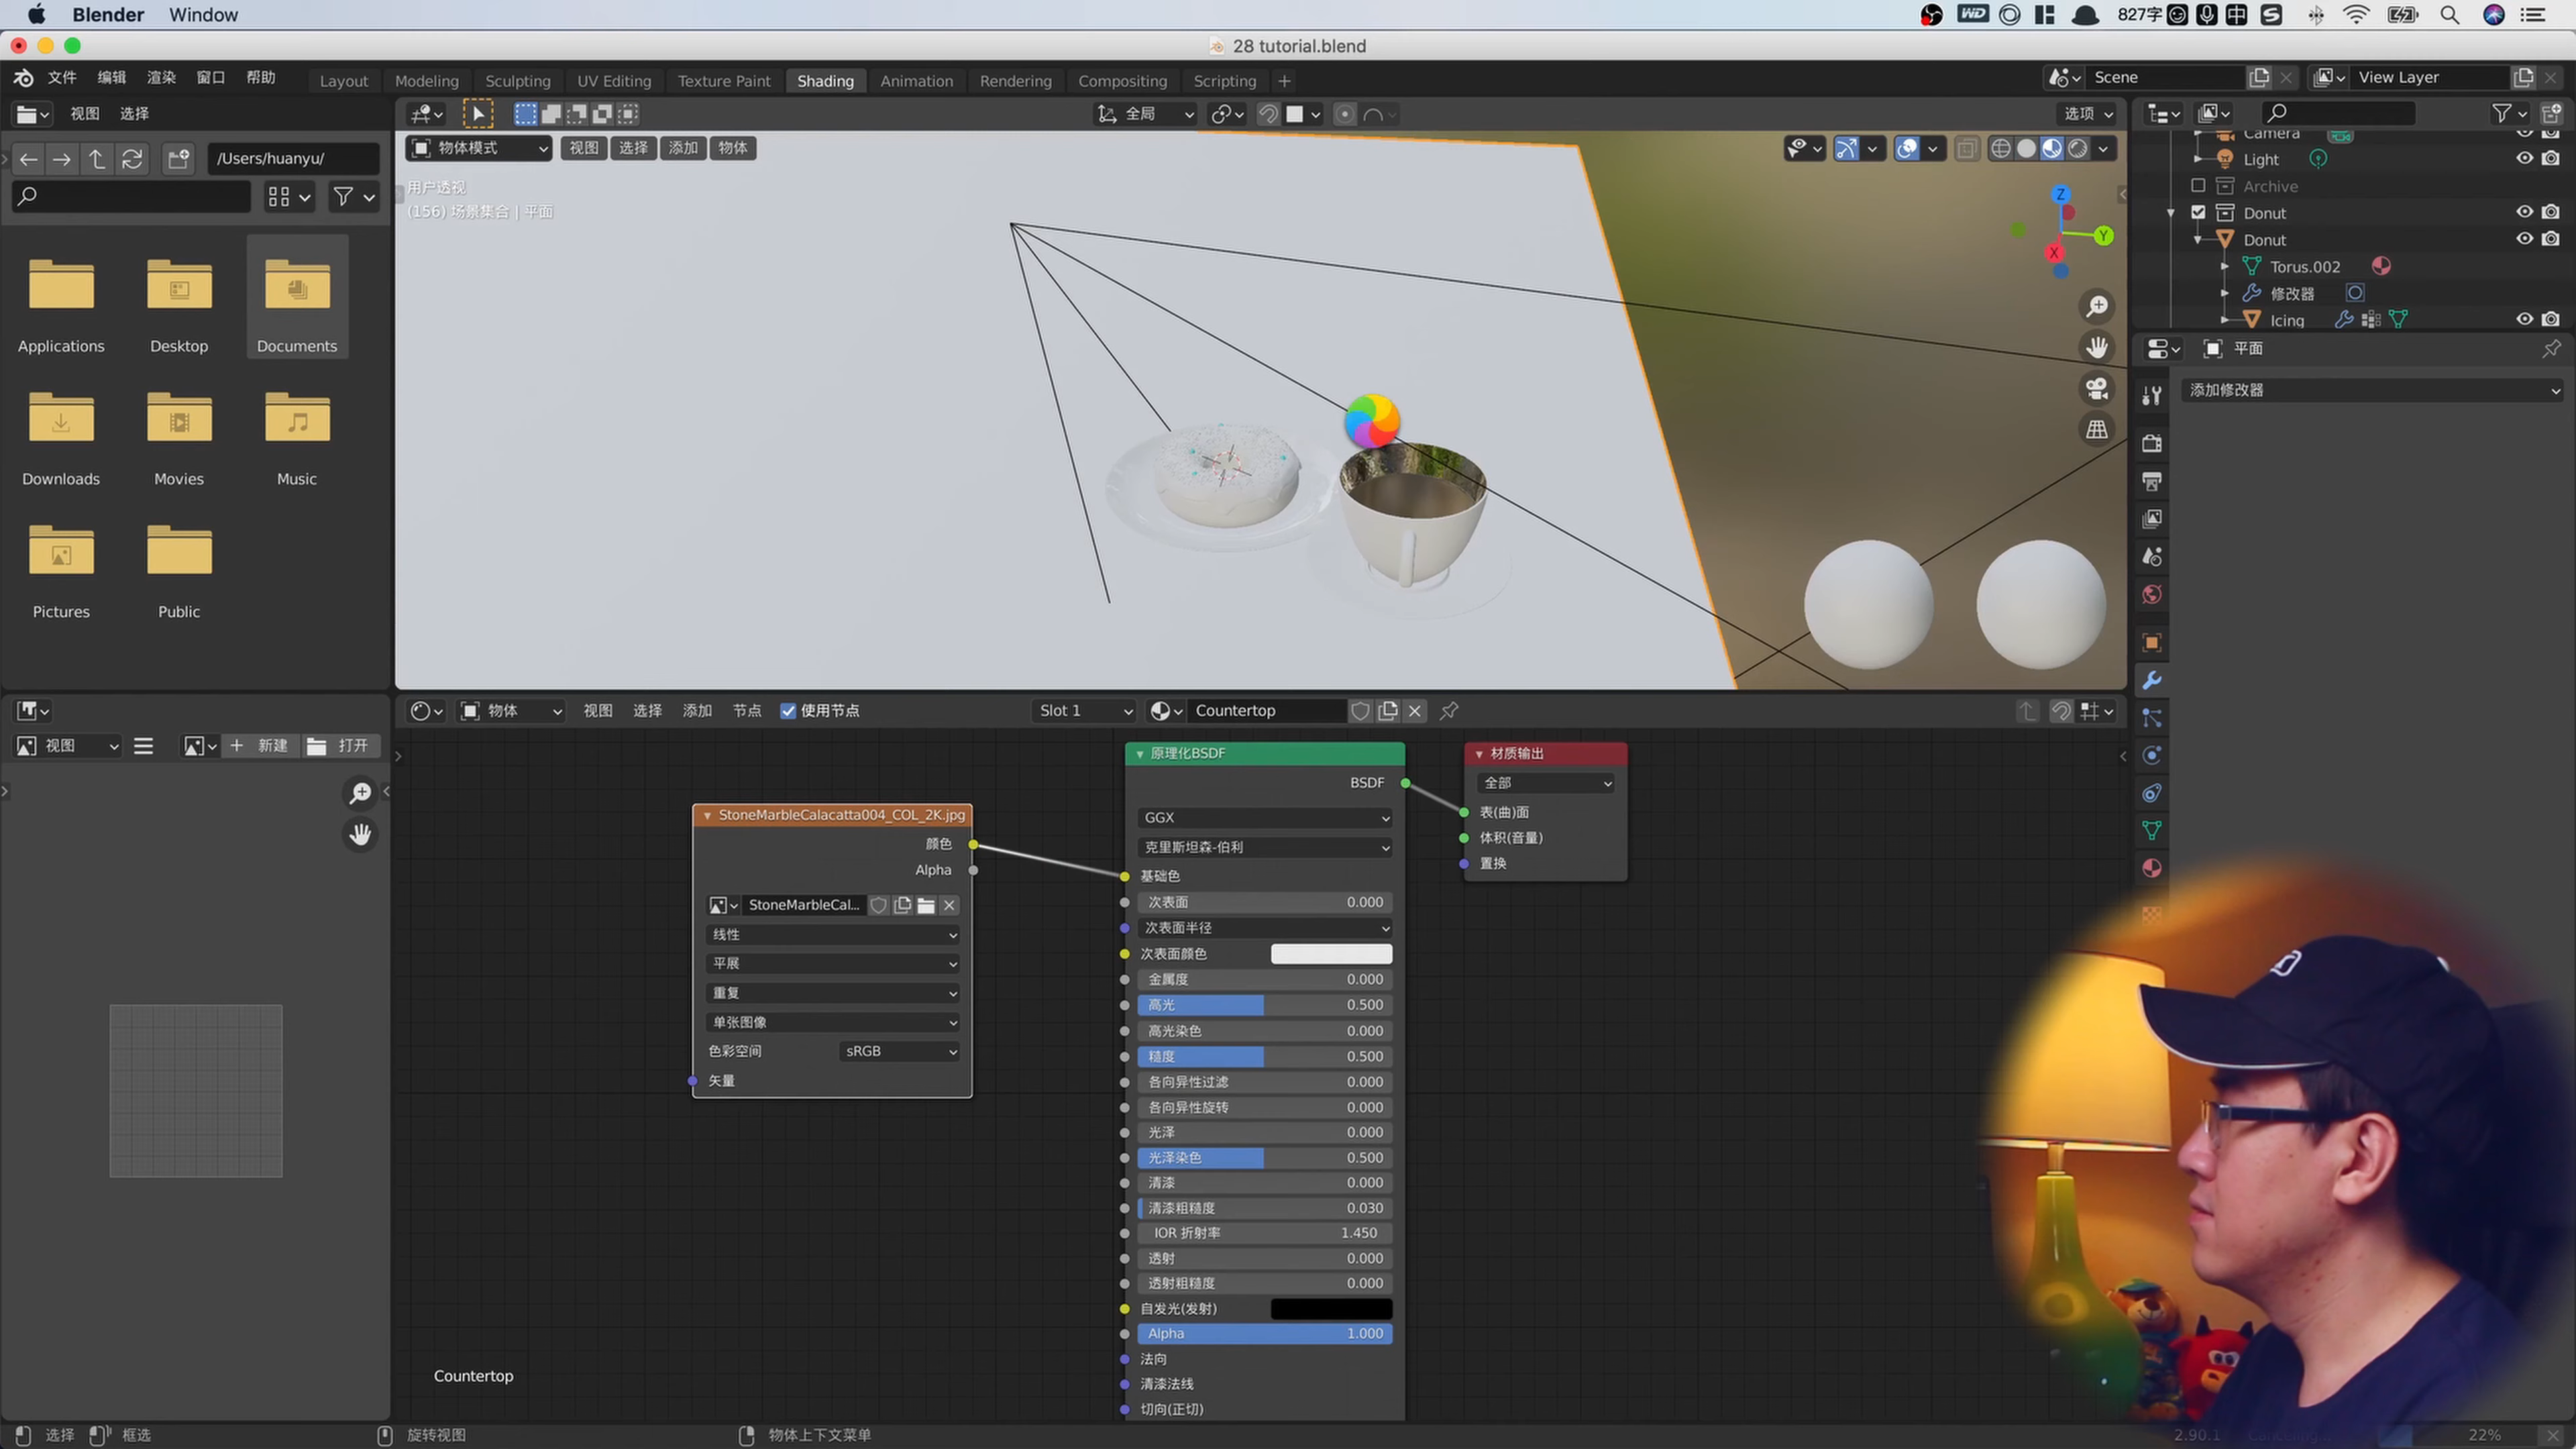 Blender Window
WD 827字 中 S
28 tutorial.blend
文件 编辑 渲染 窗口 帮助
Layout Modeling Sculpting UV Editing Texture Paint Shading Animation Rendering Compositing Scripting +
Scene
View Layer
视图 选择
全局
选项
/Users/huanyu/
物体模式 视图 选择 添加 物体
用户透视
(156) 场景集合 | 平面
Z
Y
X
Camera
Light
Archive
Donut
Donut
Torus.002
修改器
Icing
平面
添加修改器
Applications Desktop Documents
Downloads Movies Music
Pictures Public
物体 视图 选择 添加 节点 使用节点
Slot 1
Countertop
视图
新建 打开
StoneMarbleCalacatta004_COL_2K.jpg
颜色
Alpha
StoneMarbleCal...
线性
平展
重复
单张图像
色彩空间 sRGB
矢量
原理化BSDF
BSDF
GGX
克里斯坦森-伯利
基础色
次表面 0.000
次表面半径
次表面颜色
金属度 0.000
高光 0.500
高光染色 0.000
糙度 0.500
各向异性过滤 0.000
各向异性旋转 0.000
光泽 0.000
光泽染色 0.500
清漆 0.000
清漆粗糙度 0.030
IOR 折射率 1.450
透射 0.000
透射粗糙度 0.000
自发光(发射)
Alpha 1.000
法向
清漆法线
切向(正切)
材质输出
全部
表(曲)面
体积(音量)
置换
Countertop
选择 框选 旋转视图 物体上下文菜单
2.90.1 Canceling... 22%